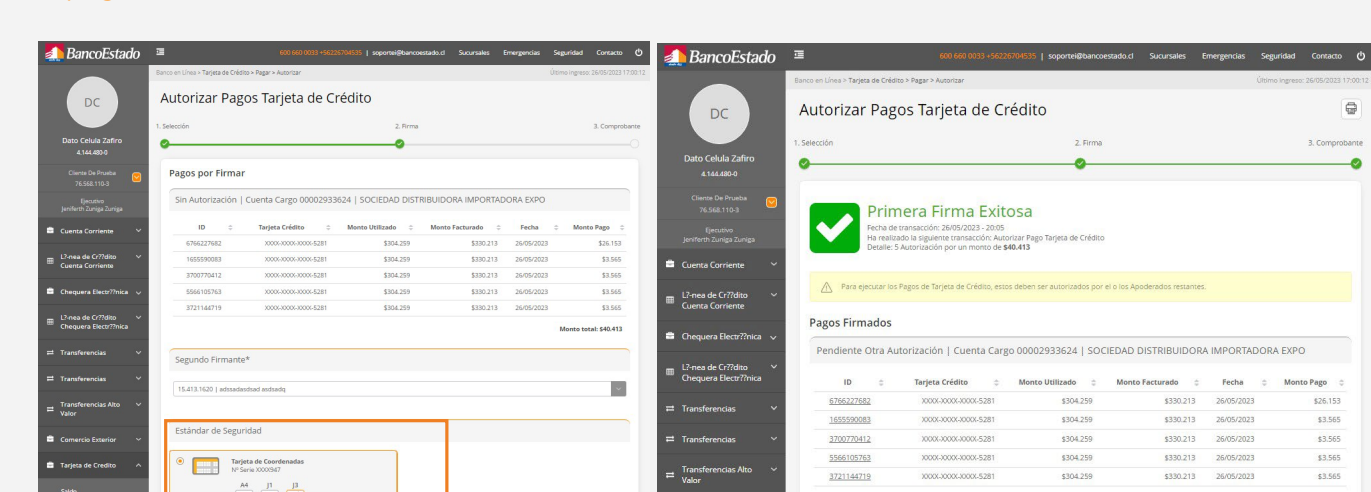 BancoEstado
600 660 0033 +56226704535 | soportei@bancoestado.cl Sucursales Emergencias Seguridad Contacto
Banco en Línea > Tarjeta de Crédito > Pagar > Autorizar
Último ingreso: 26/05/2023 17:00:12
DC
Dato Celula Zafiro
4.144.480-0
Cliente De Prueba
76.568.110-3
Ejecutivo
Jeniferth Zuniga Zuniga
Cuenta Corriente
L?-nea de Cr??dito
Cuenta Corriente
Chequera Electr??nica
L?-nea de Cr??dito
Chequera Electr??nica
Transferencias
Transferencias
Transferencias Alto
Valor
Comercio Exterior
Tarjeta de Credito
Saldo
Autorizar Pagos Tarjeta de Crédito
1. Selección 2. Firma 3. Comprobante
Pagos por Firmar
Sin Autorización | Cuenta Cargo 00002933624 | SOCIEDAD DISTRIBUIDORA IMPORTADORA EXPO
ID Tarjeta Crédito Monto Utilizado Monto Facturado Fecha Monto Pago
6766227682 XXXX-XXXX-XXXX-5281 $304.259 $330.213 26/05/2023 $26.153
1655590083 XXXX-XXXX-XXXX-5281 $304.259 $330.213 26/05/2023 $3.565
3700770412 XXXX-XXXX-XXXX-5281 $304.259 $330.213 26/05/2023 $3.565
5566105763 XXXX-XXXX-XXXX-5281 $304.259 $330.213 26/05/2023 $3.565
3721144719 XXXX-XXXX-XXXX-5281 $304.259 $330.213 26/05/2023 $3.565
Monto total: $40.413
Segundo Firmante*
15.413.1620 | adssadasdsad asdsadq
Estándar de Seguridad
Tarjeta de Coordenadas
Nº Serie XXXX947
A4 J1 J3
BancoEstado
600 660 0033 +56226704535 | soportei@bancoestado.cl Sucursales Emergencias Seguridad Contacto
Banco en Línea > Tarjeta de Crédito > Pagar > Autorizar
Último ingreso: 26/05/2023 17:00:12
DC
Dato Celula Zafiro
4.144.480-0
Cliente De Prueba
76.568.110-3
Ejecutivo
Jeniferth Zuniga Zuniga
Cuenta Corriente
L?-nea de Cr??dito
Cuenta Corriente
Chequera Electr??nica
L?-nea de Cr??dito
Chequera Electr??nica
Transferencias
Transferencias
Transferencias Alto
Valor
Autorizar Pagos Tarjeta de Crédito
1. Selección 2. Firma 3. Comprobante
Primera Firma Exitosa
Fecha de transacción: 26/05/2023 - 20:05
Ha realizado la siguiente transacción: Autorizar Pago Tarjeta de Crédito
Detalle: 5 Autorización por un monto de $40.413
Para ejecutar los Pagos de Tarjeta de Crédito, estos deben ser autorizados por el o los Apoderados restantes.
Pagos Firmados
Pendiente Otra Autorización | Cuenta Cargo 00002933624 | SOCIEDAD DISTRIBUIDORA IMPORTADORA EXPO
ID Tarjeta Crédito Monto Utilizado Monto Facturado Fecha Monto Pago
6766227682 XXXX-XXXX-XXXX-5281 $304.259 $330.213 26/05/2023 $26.153
1655590083 XXXX-XXXX-XXXX-5281 $304.259 $330.213 26/05/2023 $3.565
3700770412 XXXX-XXXX-XXXX-5281 $304.259 $330.213 26/05/2023 $3.565
5566105763 XXXX-XXXX-XXXX-5281 $304.259 $330.213 26/05/2023 $3.565
3721144719 XXXX-XXXX-XXXX-5281 $304.259 $330.213 26/05/2023 $3.565